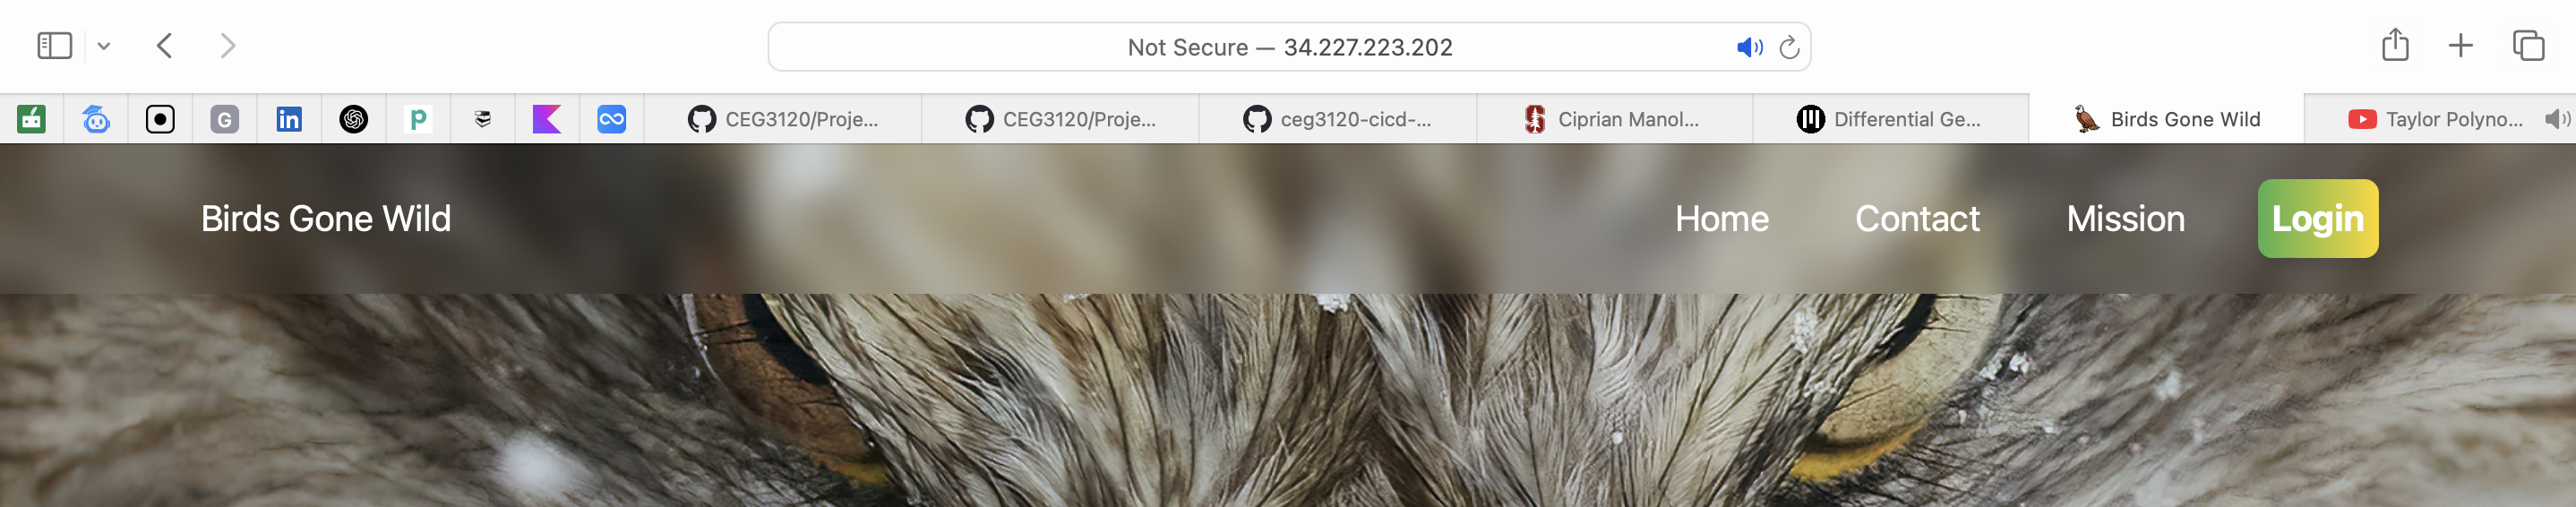 Not Secure — 34.227.223.202
G in p CEG3120/Proje... CEG3120/Proje... ceg3120-cicd-... Ciprian Manol... Differential Ge... Birds Gone Wild Taylor Polyno...
Birds Gone Wild Home Contact Mission Login